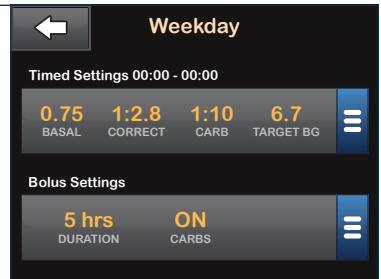 Weekday
Timed Settings 00:00 - 00:00
0.75 1:2.8 1:10 6.7
BASAL CORRECT CARB TARGET BG
Bolus Settings
5 hrs ON
DURATION CARBS